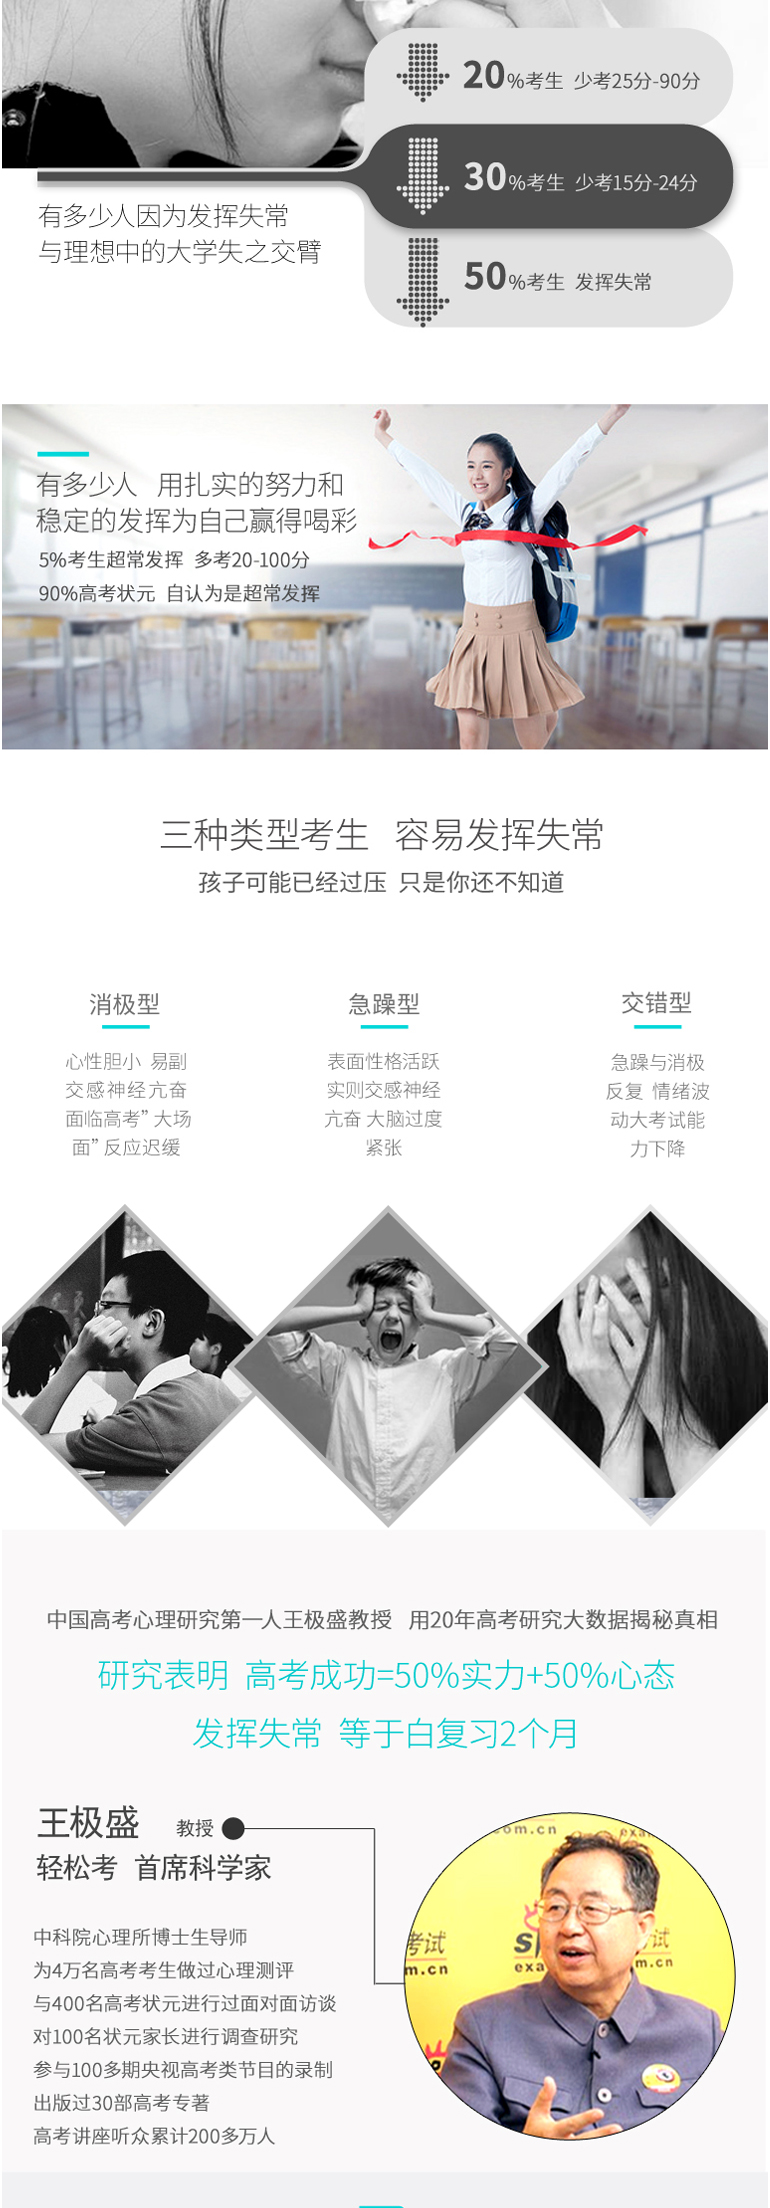 20%考生 少考25分-90分
30%考生 少考15分-24分
有多少人因为发挥失常
与理想中的大学失之交臂
50%考生 发挥失常
有多少人 用扎实的努力和
稳定的发挥为自己赢得喝彩
5%考生超常发挥 多考20-100分
90%高考状元 自认为是超常发挥
三种类型考生 容易发挥失常
孩子可能已经过压 只是你还不知道
消极型
心性胆小 易副
交感神经亢奋
面临高考”大场
面”反应迟缓
急躁型
表面性格活跃
实则交感神经
亢奋 大脑过度
紧张
交错型
急躁与消极
反复 情绪波
动大考试能
力下降
中国高考心理研究第一人王极盛教授 用20年高考研究大数据揭秘真相
研究表明 高考成功=50%实力+50%心态
发挥失常 等于白复习2个月
王极盛 教授
轻松考 首席科学家
中科院心理所博士生导师
为4万名高考考生做过心理测评
与400名高考状元进行过面对面访谈
对100名状元家长进行调查研究
参与100多期央视高考类节目的录制
出版过30部高考专著
高考讲座听众累计200多万人
om.cn
exa
考试
m.cn
s
exa
试
m.cn